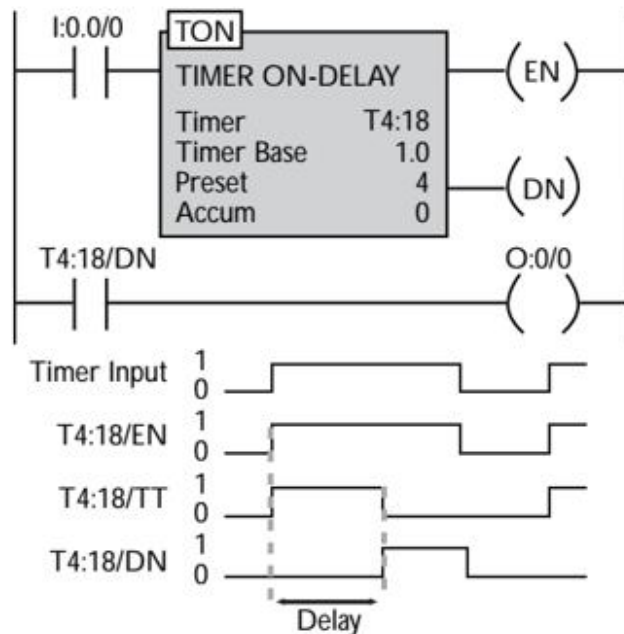 I:0.0/0
TON
TIMER ON-DELAY
EN
Timer T4:18
Timer Base 1.0
Preset 4
DN
Accum 0
T4:18/DN
O:0/0
Timer Input 1
0
T4:18/EN 1
0
T4:18/TT 1
0
T4:18/DN 1
0
Delay